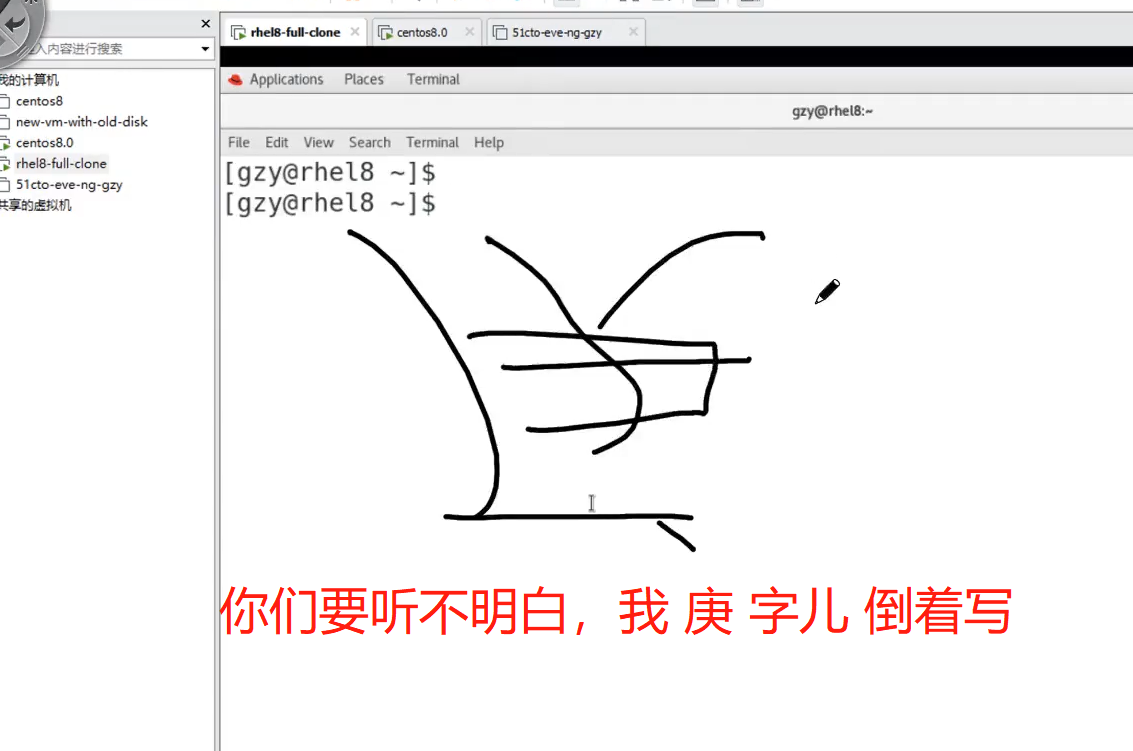 rhel8-full-clone centos8.0 51cto-eve-ng-gzy
入内容进行搜索
我的计算机
centos8
new-vm-with-old-disk
centos8.0
rhel8-full-clone
51cto-eve-ng-gzy
共享的虚拟机
Applications Places Terminal
gzy@rhel8:~
File Edit View Search Terminal Help
[gzy@rhel8 ~]$
[gzy@rhel8 ~]$
你们要听不明白，我 庚 字儿 倒着写